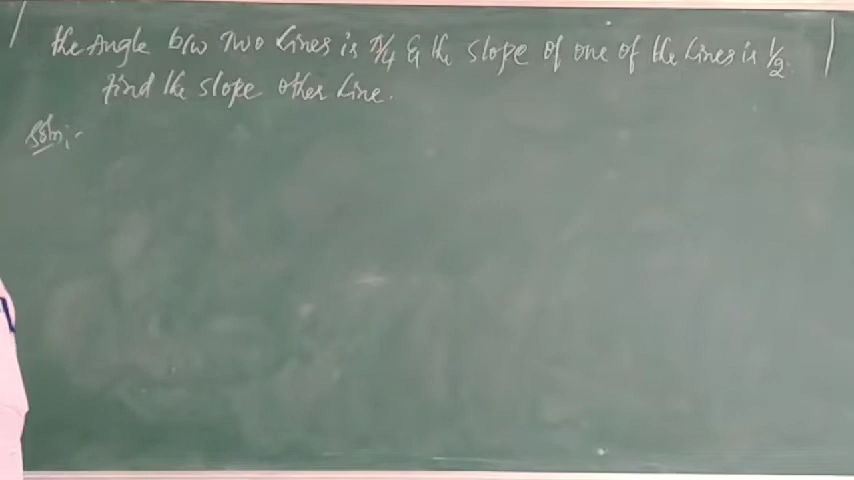 the Angle b/w Two Lines is π/4 & the slope of one of the Lines is 1/2.
find the slope other Line.
Soln:-